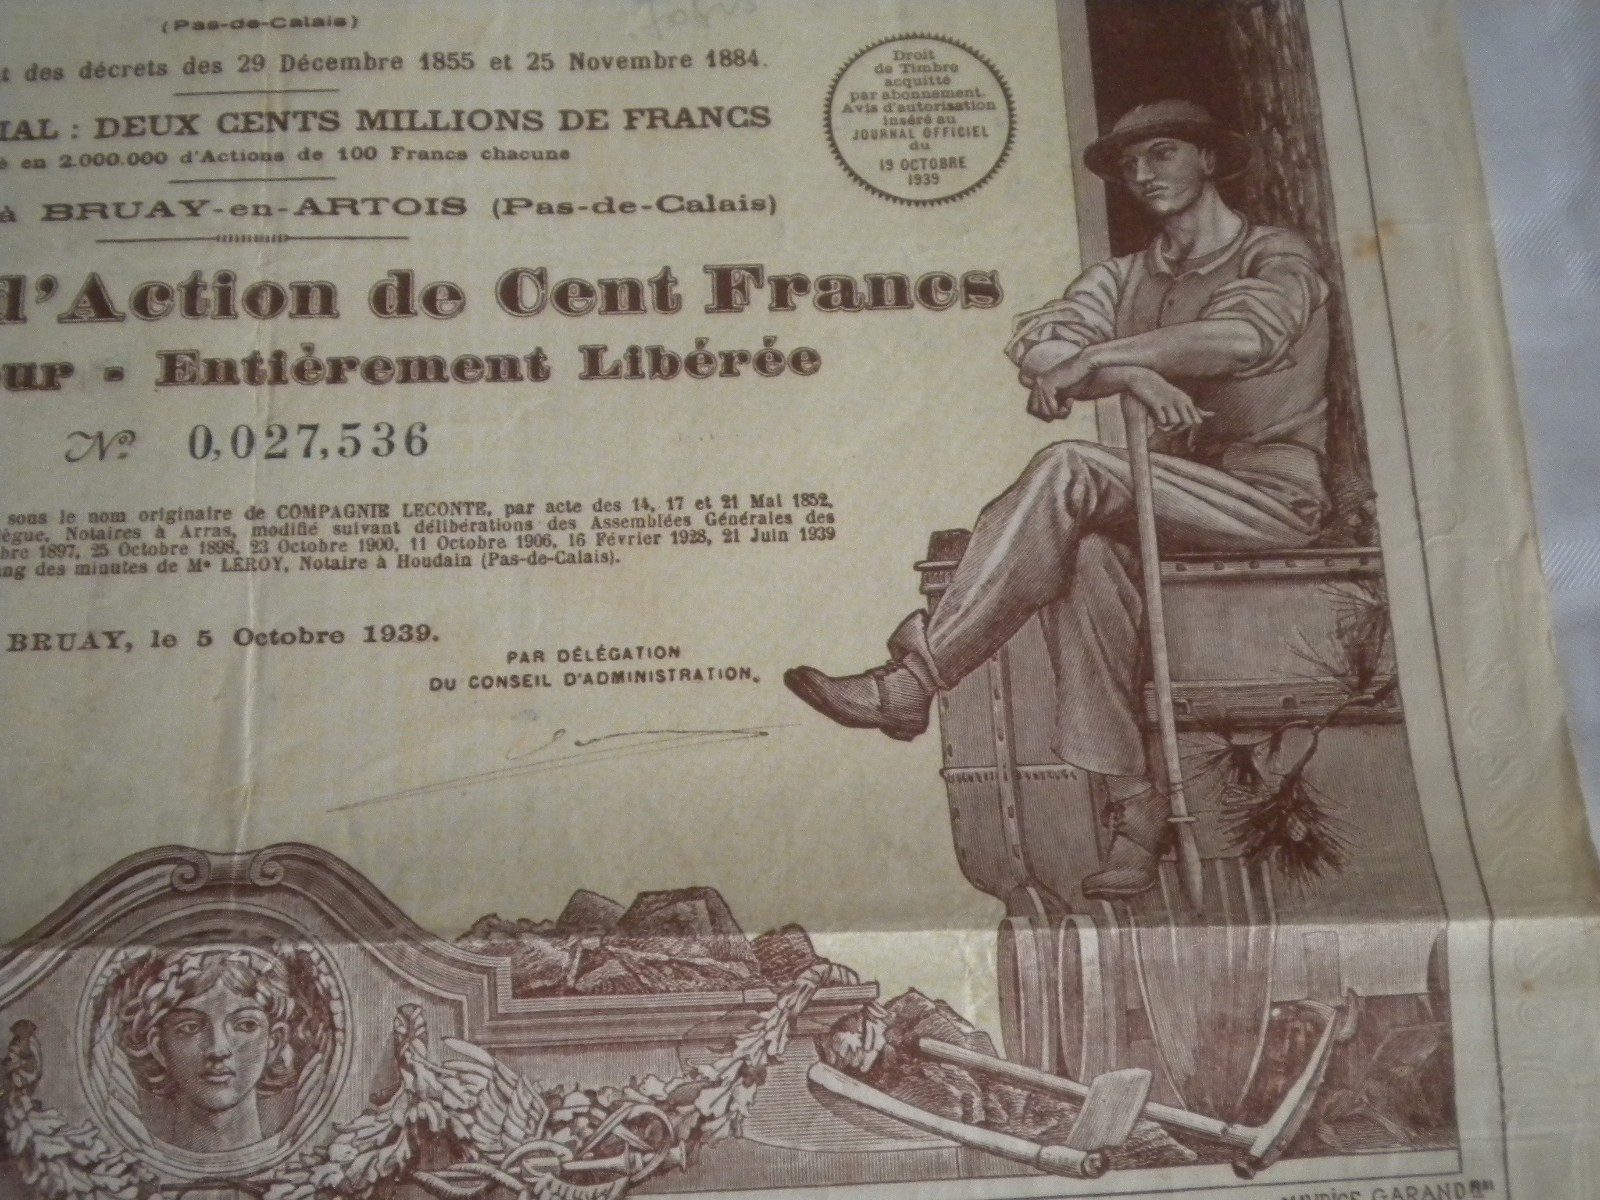 (Pas-de-Calais)
des décrets des 29 Décembre 1855 et 25 Novembre 1884.
IAL : DEUX CENTS MILLIONS DE FRANCS
en 2.000.000 d'Actions de 100 Francs chacune
à BRUAY-en-ARTOIS (Pas-de-Calais)
Droit
de Timbre
acquitté
par abonnement.
Avis d'autorisation
inséré au
JOURNAL OFFICIEL
du
19 OCTOBRE
1939
d'Action de Cent Francs
ur - Entièrement Libérée
Nº 0,027,536
sous le nom originaire de COMPAGNIE LECONTE, par acte des 14, 17 et 21 Mai 1852,
ègue, Notaires à Arras, modifié suivant délibérations des Assemblées Générales des
bre 1897, 25 Octobre 1898, 23 Octobre 1900, 11 Octobre 1906, 16 Février 1928, 21 Juin 1939
ng des minutes de Mᵉ LEROY, Notaire à Houdain (Pas-de-Calais).
BRUAY, le 5 Octobre 1939.
PAR DÉLÉGATION
DU CONSEIL D'ADMINISTRATION.
MAURICE GARAND